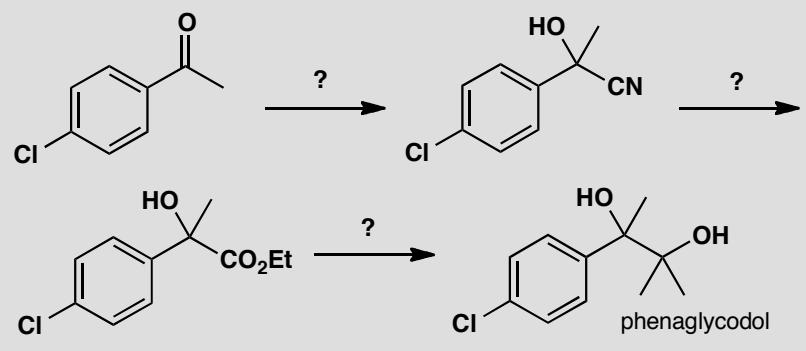 O
?
Cl
HO
CN
Cl
?
HO
CO₂Et
Cl
?
HO
OH
Cl
phenaglycodol